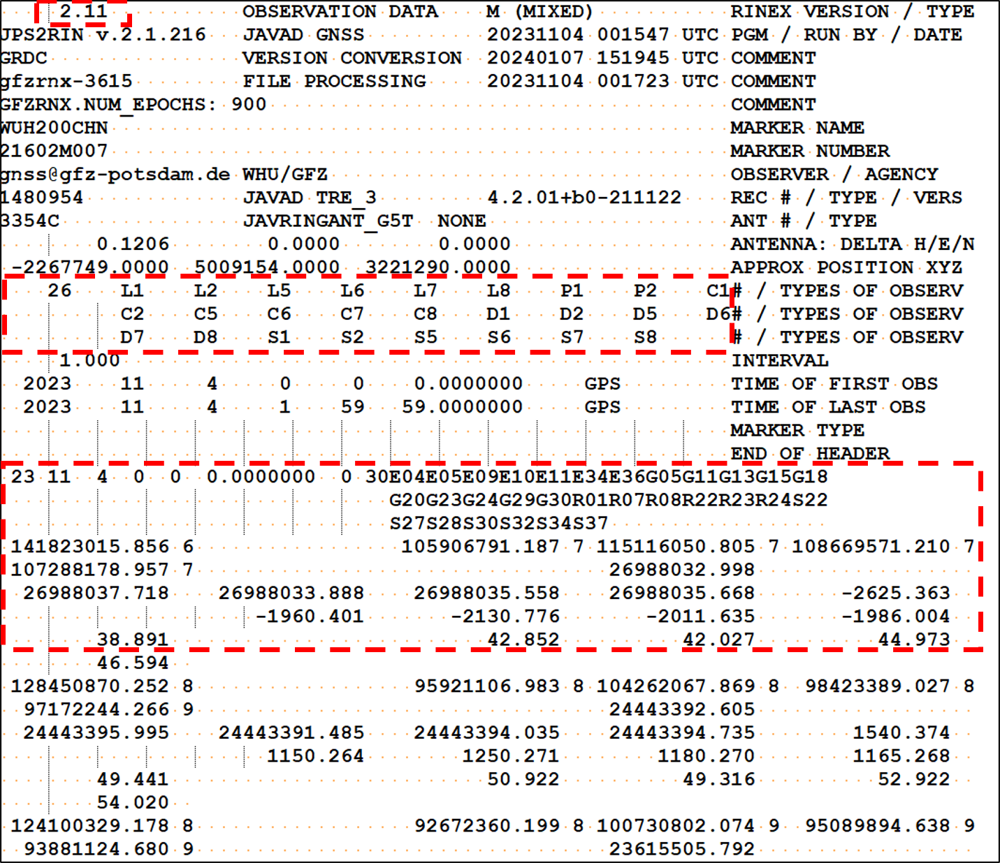 2.11 OBSERVATION DATA M (MIXED) RINEX VERSION / TYPE
JPS2RIN v.2.1.216 JAVAD GNSS 20231104 001547 UTC PGM / RUN BY / DATE
GRDC VERSION CONVERSION 20240107 151945 UTC COMMENT
gfzrnx-3615 FILE PROCESSING 20231104 001723 UTC COMMENT
GFZRNX.NUM_EPOCHS: 900 COMMENT
WUH200CHN MARKER NAME
21602M007 MARKER NUMBER
gnss@gfz-potsdam.de WHU/GFZ OBSERVER / AGENCY
1480954 JAVAD TRE_3 4.2.01+b0-211122 REC # / TYPE / VERS
3354C JAVRINGANT_G5T NONE ANT # / TYPE
0.1206 0.0000 0.0000 ANTENNA: DELTA H/E/N
-2267749.0000 5009154.0000 3221290.0000 APPROX POSITION XYZ
26 L1 L2 L5 L6 L7 L8 P1 P2 C1# / TYPES OF OBSERV
C2 C5 C6 C7 C8 D1 D2 D5 D6# / TYPES OF OBSERV
D7 D8 S1 S2 S5 S6 S7 S8 # / TYPES OF OBSERV
1.000 INTERVAL
2023 11 4 0 0 0.0000000 GPS TIME OF FIRST OBS
2023 11 4 1 59 59.0000000 GPS TIME OF LAST OBS
MARKER TYPE
END OF HEADER
23 11 4 0 0 0.0000000 0 30E04E05E09E10E11E34E36G05G11G13G15G18
G20G23G24G29G30R01R07R08R22R23R24S22
S27S28S30S32S34S37
141823015.856 6 105906791.187 7 115116050.805 7 108669571.210 7
107288178.957 7 26988032.998
26988037.718 26988033.888 26988035.558 26988035.668 -2625.363
-1960.401 -2130.776 -2011.635 -1986.004
38.891 42.852 42.027 44.973
46.594
128450870.252 8 95921106.983 8 104262067.869 8 98423389.027 8
97172244.266 9 24443392.605
24443395.995 24443391.485 24443394.035 24443394.735 1540.374
1150.264 1250.271 1180.270 1165.268
49.441 50.922 49.316 52.922
54.020
124100329.178 8 92672360.199 8 100730802.074 9 95089894.638 9
93881124.680 9 23615505.792